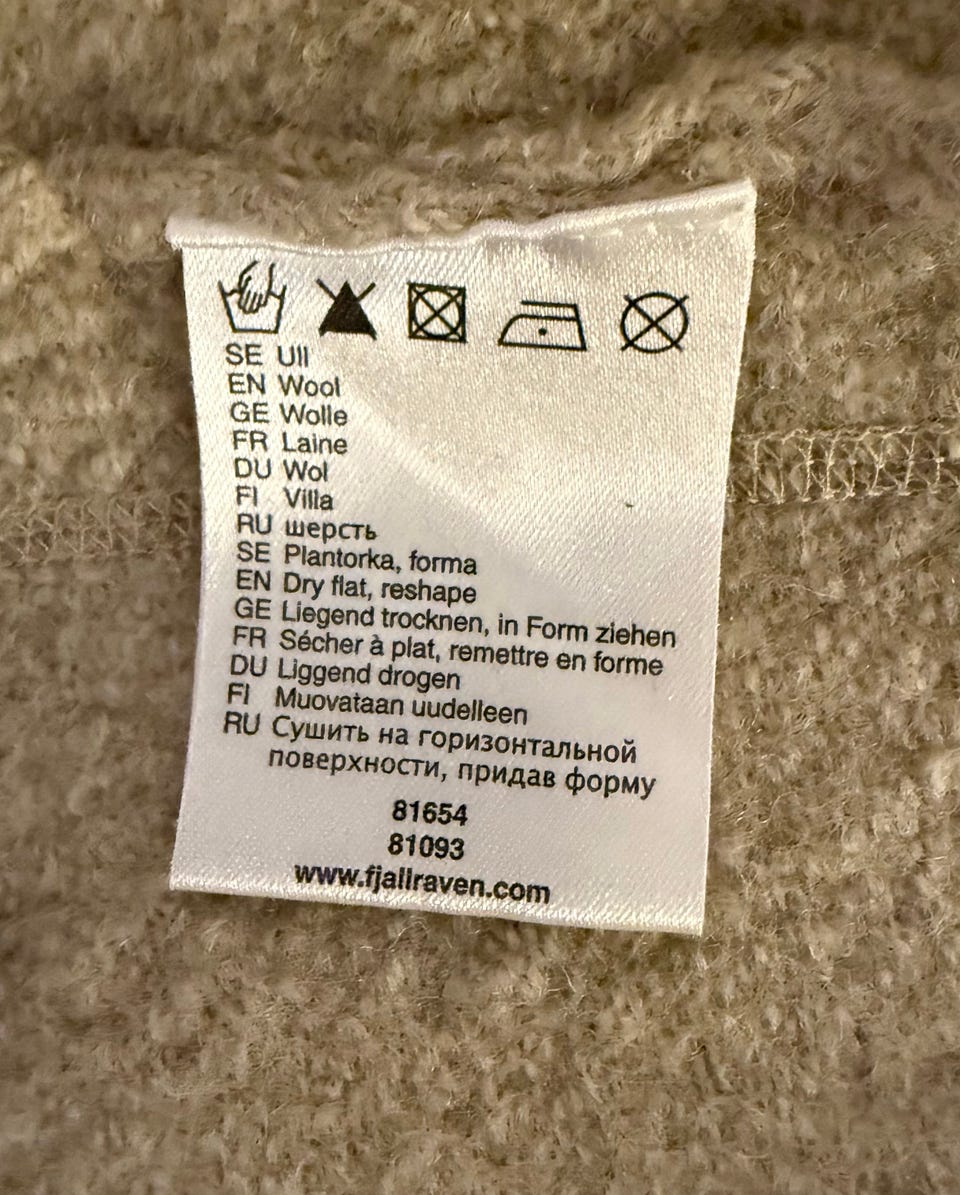 SE Ull
EN Wool
GE Wolle
FR Laine
DU Wol
FI Villa
RU шерсть
SE Plantorka, forma
EN Dry flat, reshape
GE Liegend trocknen, in Form ziehen
FR Sécher à plat, remettre en forme
DU Liggend drogen
FI Muovataan uudelleen
RU Сушить на горизонтальной
поверхности, придав форму
81654
81093
www.fjallraven.com